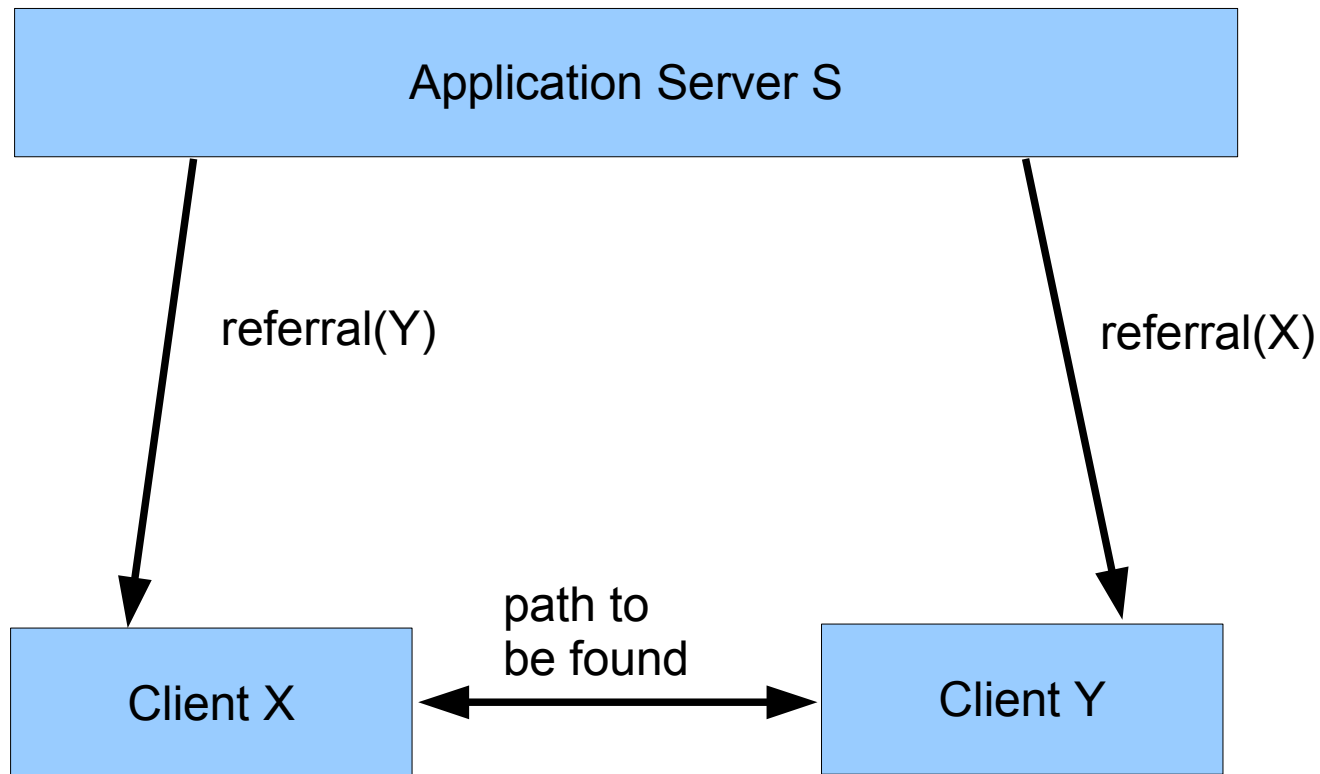 Application Server S
referral(Y)
referral(X)
path to
be found
Client X
Client Y